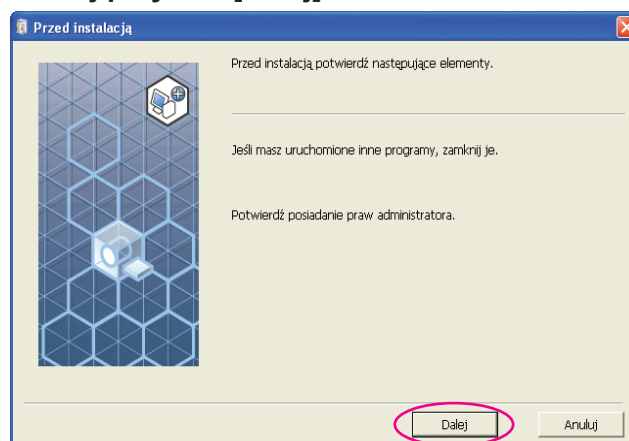 Przed instalacją
Przed instalacją potwierdź następujące elementy.
Jeśli masz uruchomione inne programy, zamknij je.
Potwierdź posiadanie praw administratora.
Dalej
Anuluj